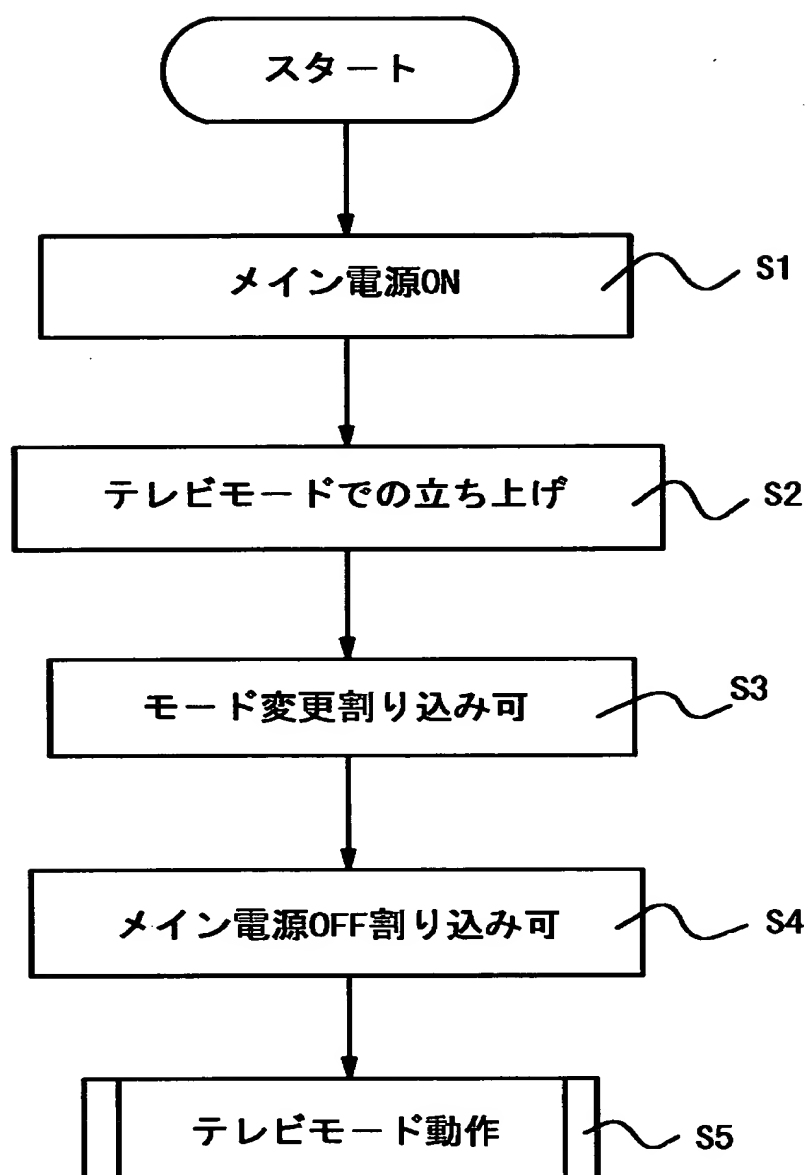 スタート
メイン電源ON
S1
テレビモードでの立ち上げ
S2
モード変更割り込み可
S3
メイン電源OFF割り込み可
S4
テレビモード動作
S5